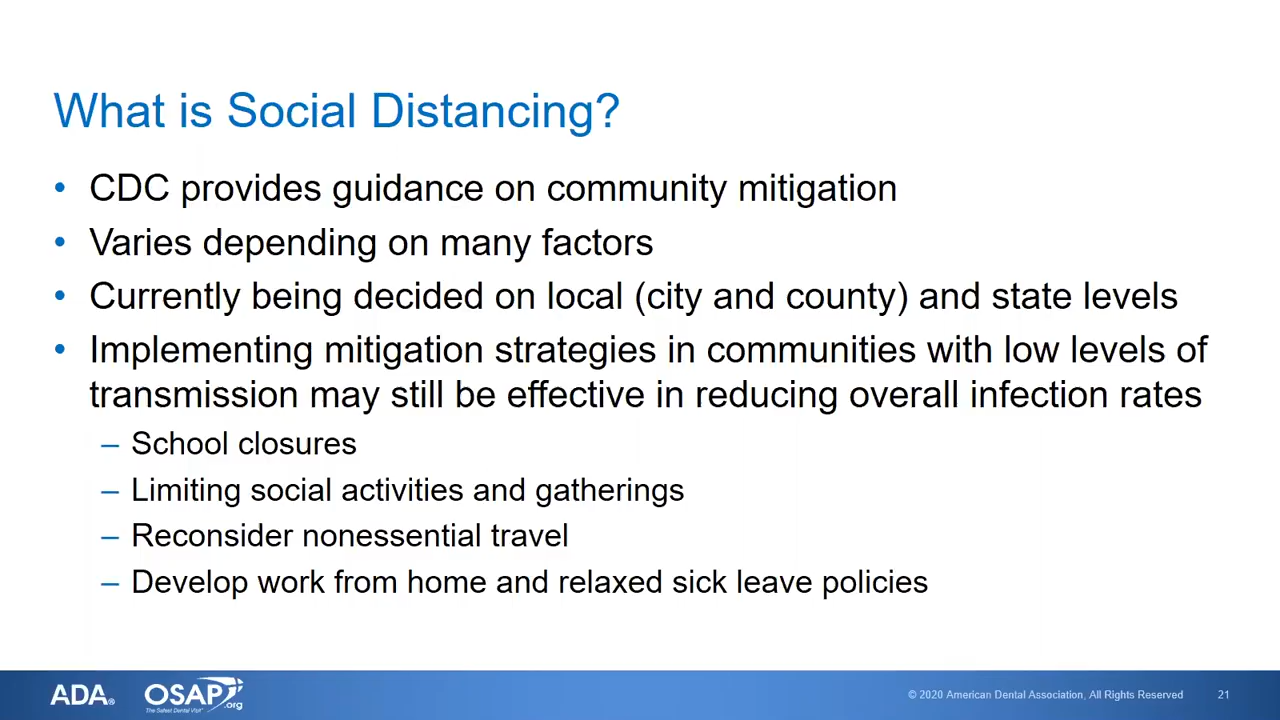 What is Social Distancing?
• CDC provides guidance on community mitigation
• Varies depending on many factors
• Currently being decided on local (city and county) and state levels
• Implementing mitigation strategies in communities with low levels of
transmission may still be effective in reducing overall infection rates
– School closures
– Limiting social activities and gatherings
– Reconsider nonessential travel
– Develop work from home and relaxed sick leave policies
ADA® OSAP.org
The Safest Dental Visit™
© 2020 American Dental Association, All Rights Reserved 21